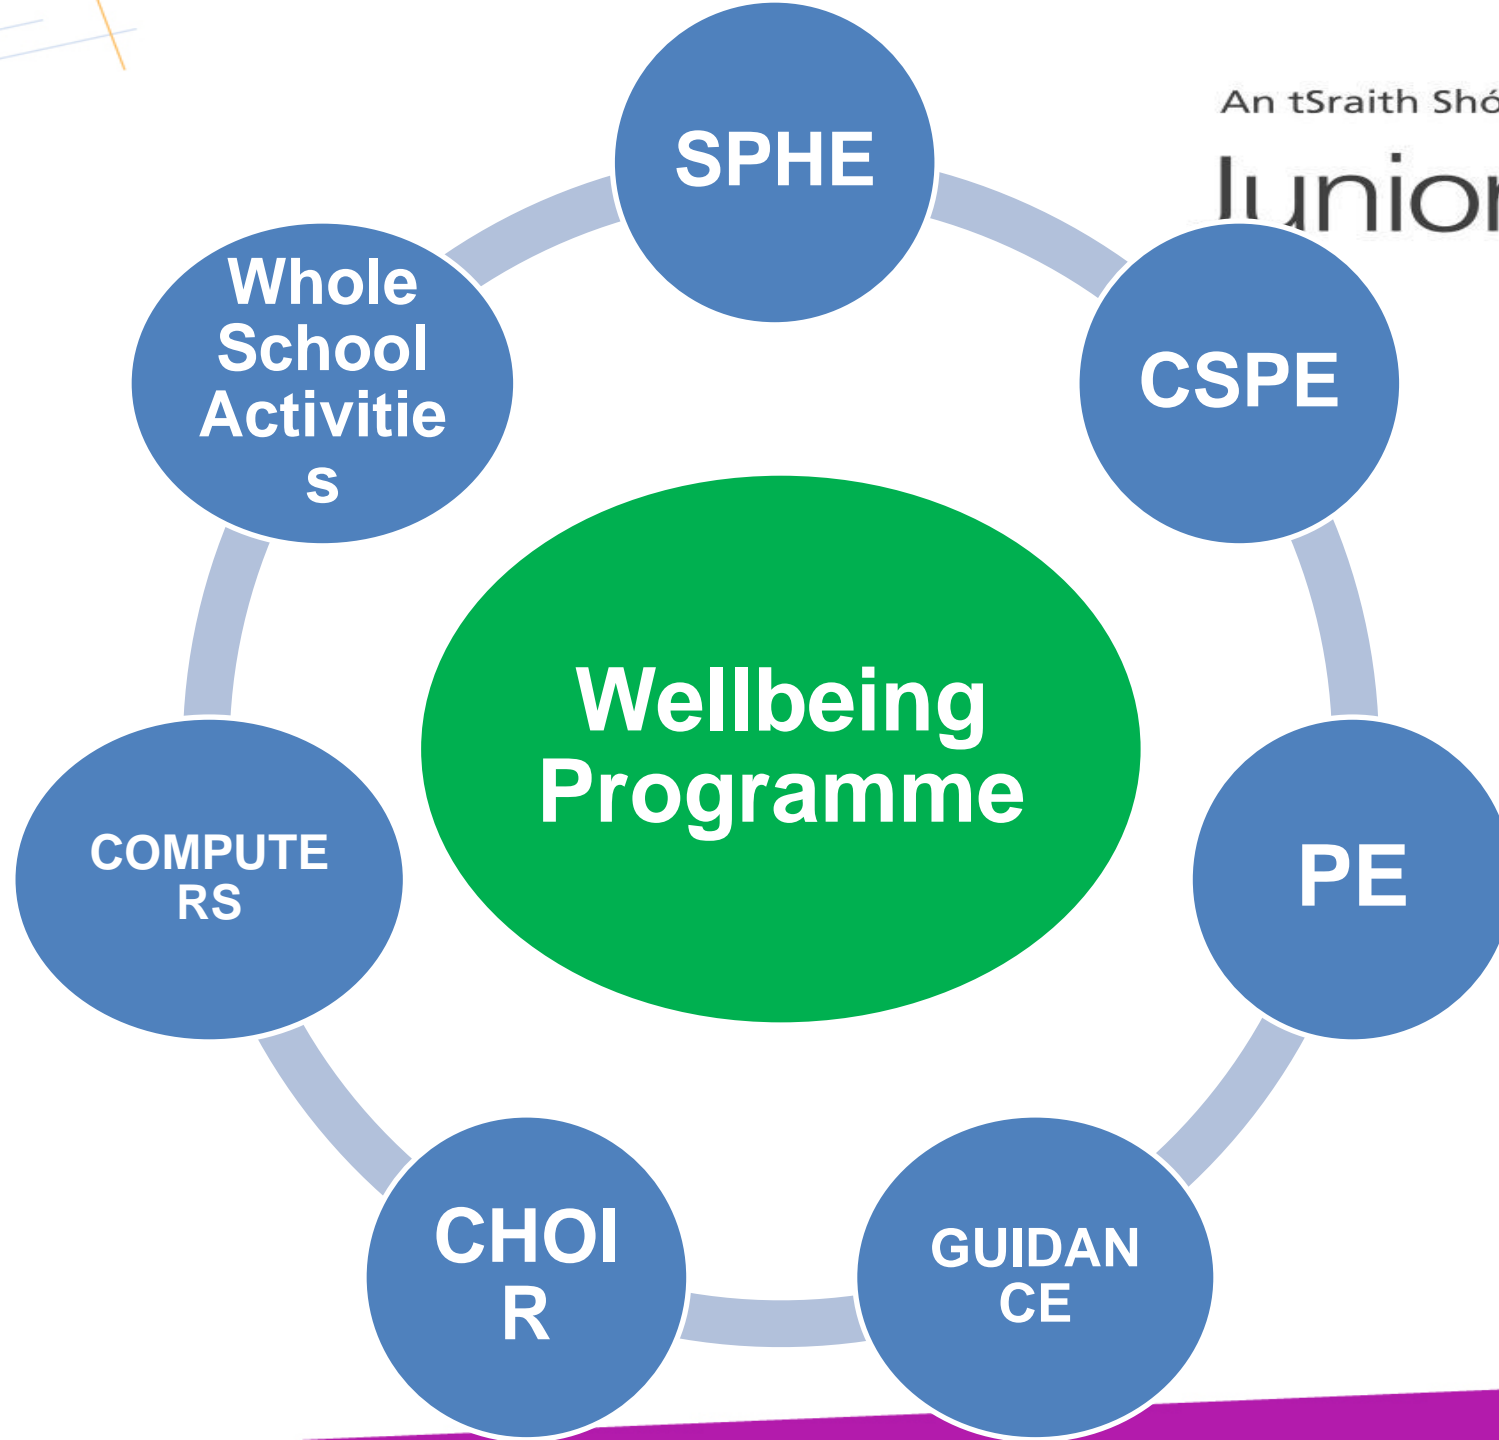 An tSraith Shó
Junior
SPHE
CSPE
PE
GUIDAN
CE
CHOI
R
COMPUTE
RS
Whole
School
Activitie
s
Wellbeing
Programme